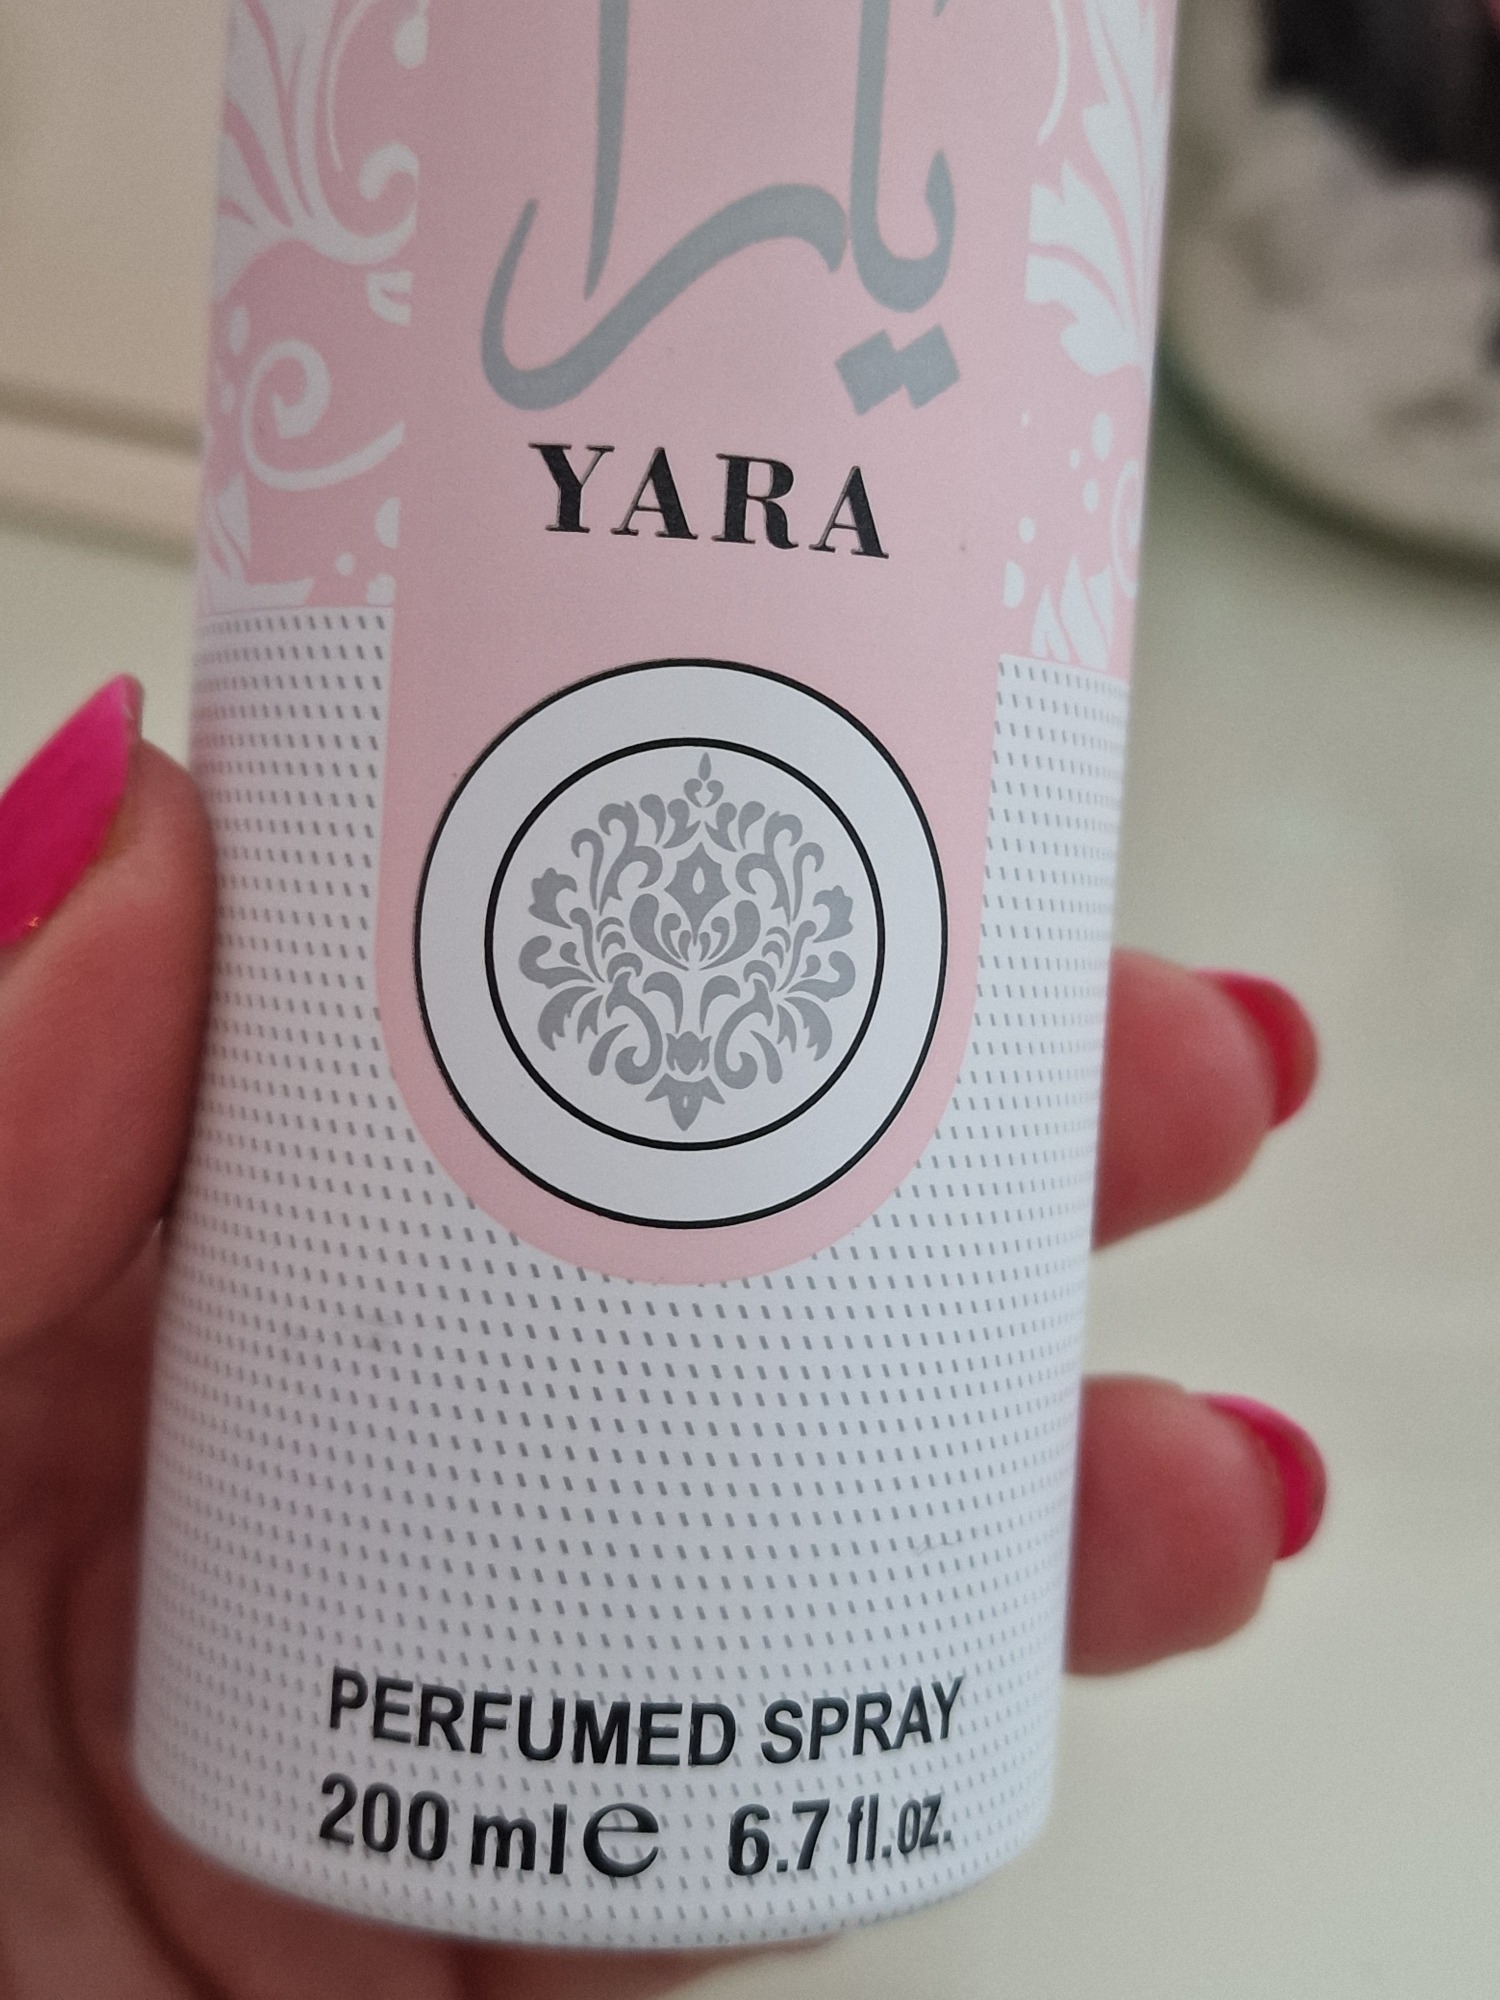 يارا
YARA
PERFUMED SPRAY
200 ml e 6.7 fl.oz.